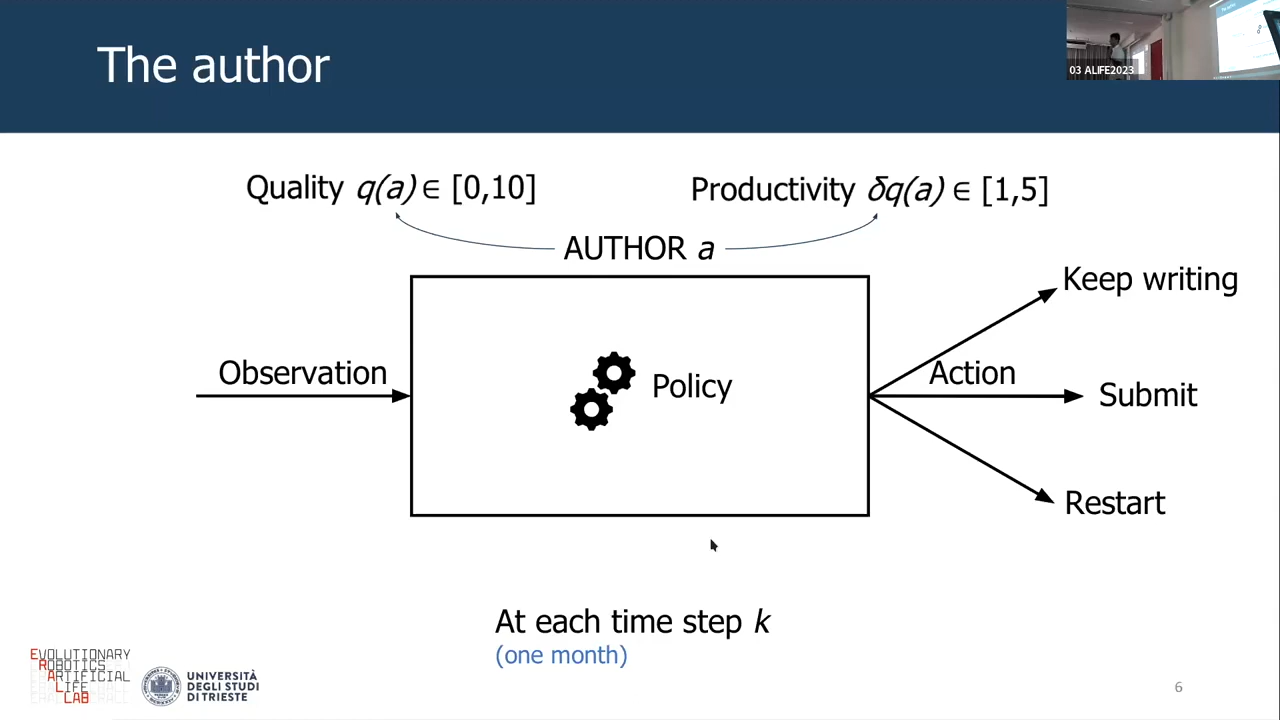 The author
03 ALIFE2023
Quality q(a) ∈ [0,10]
Productivity δq(a) ∈ [1,5]
AUTHOR a
Keep writing
Observation
Policy
Action
Submit
Restart
At each time step k
(one month)
EVOLUTIONARY
ROBOTICS
ARTIFICIAL
LIFE
LAB
UNIVERSITÀ
DEGLI STUDI
DI TRIESTE
6